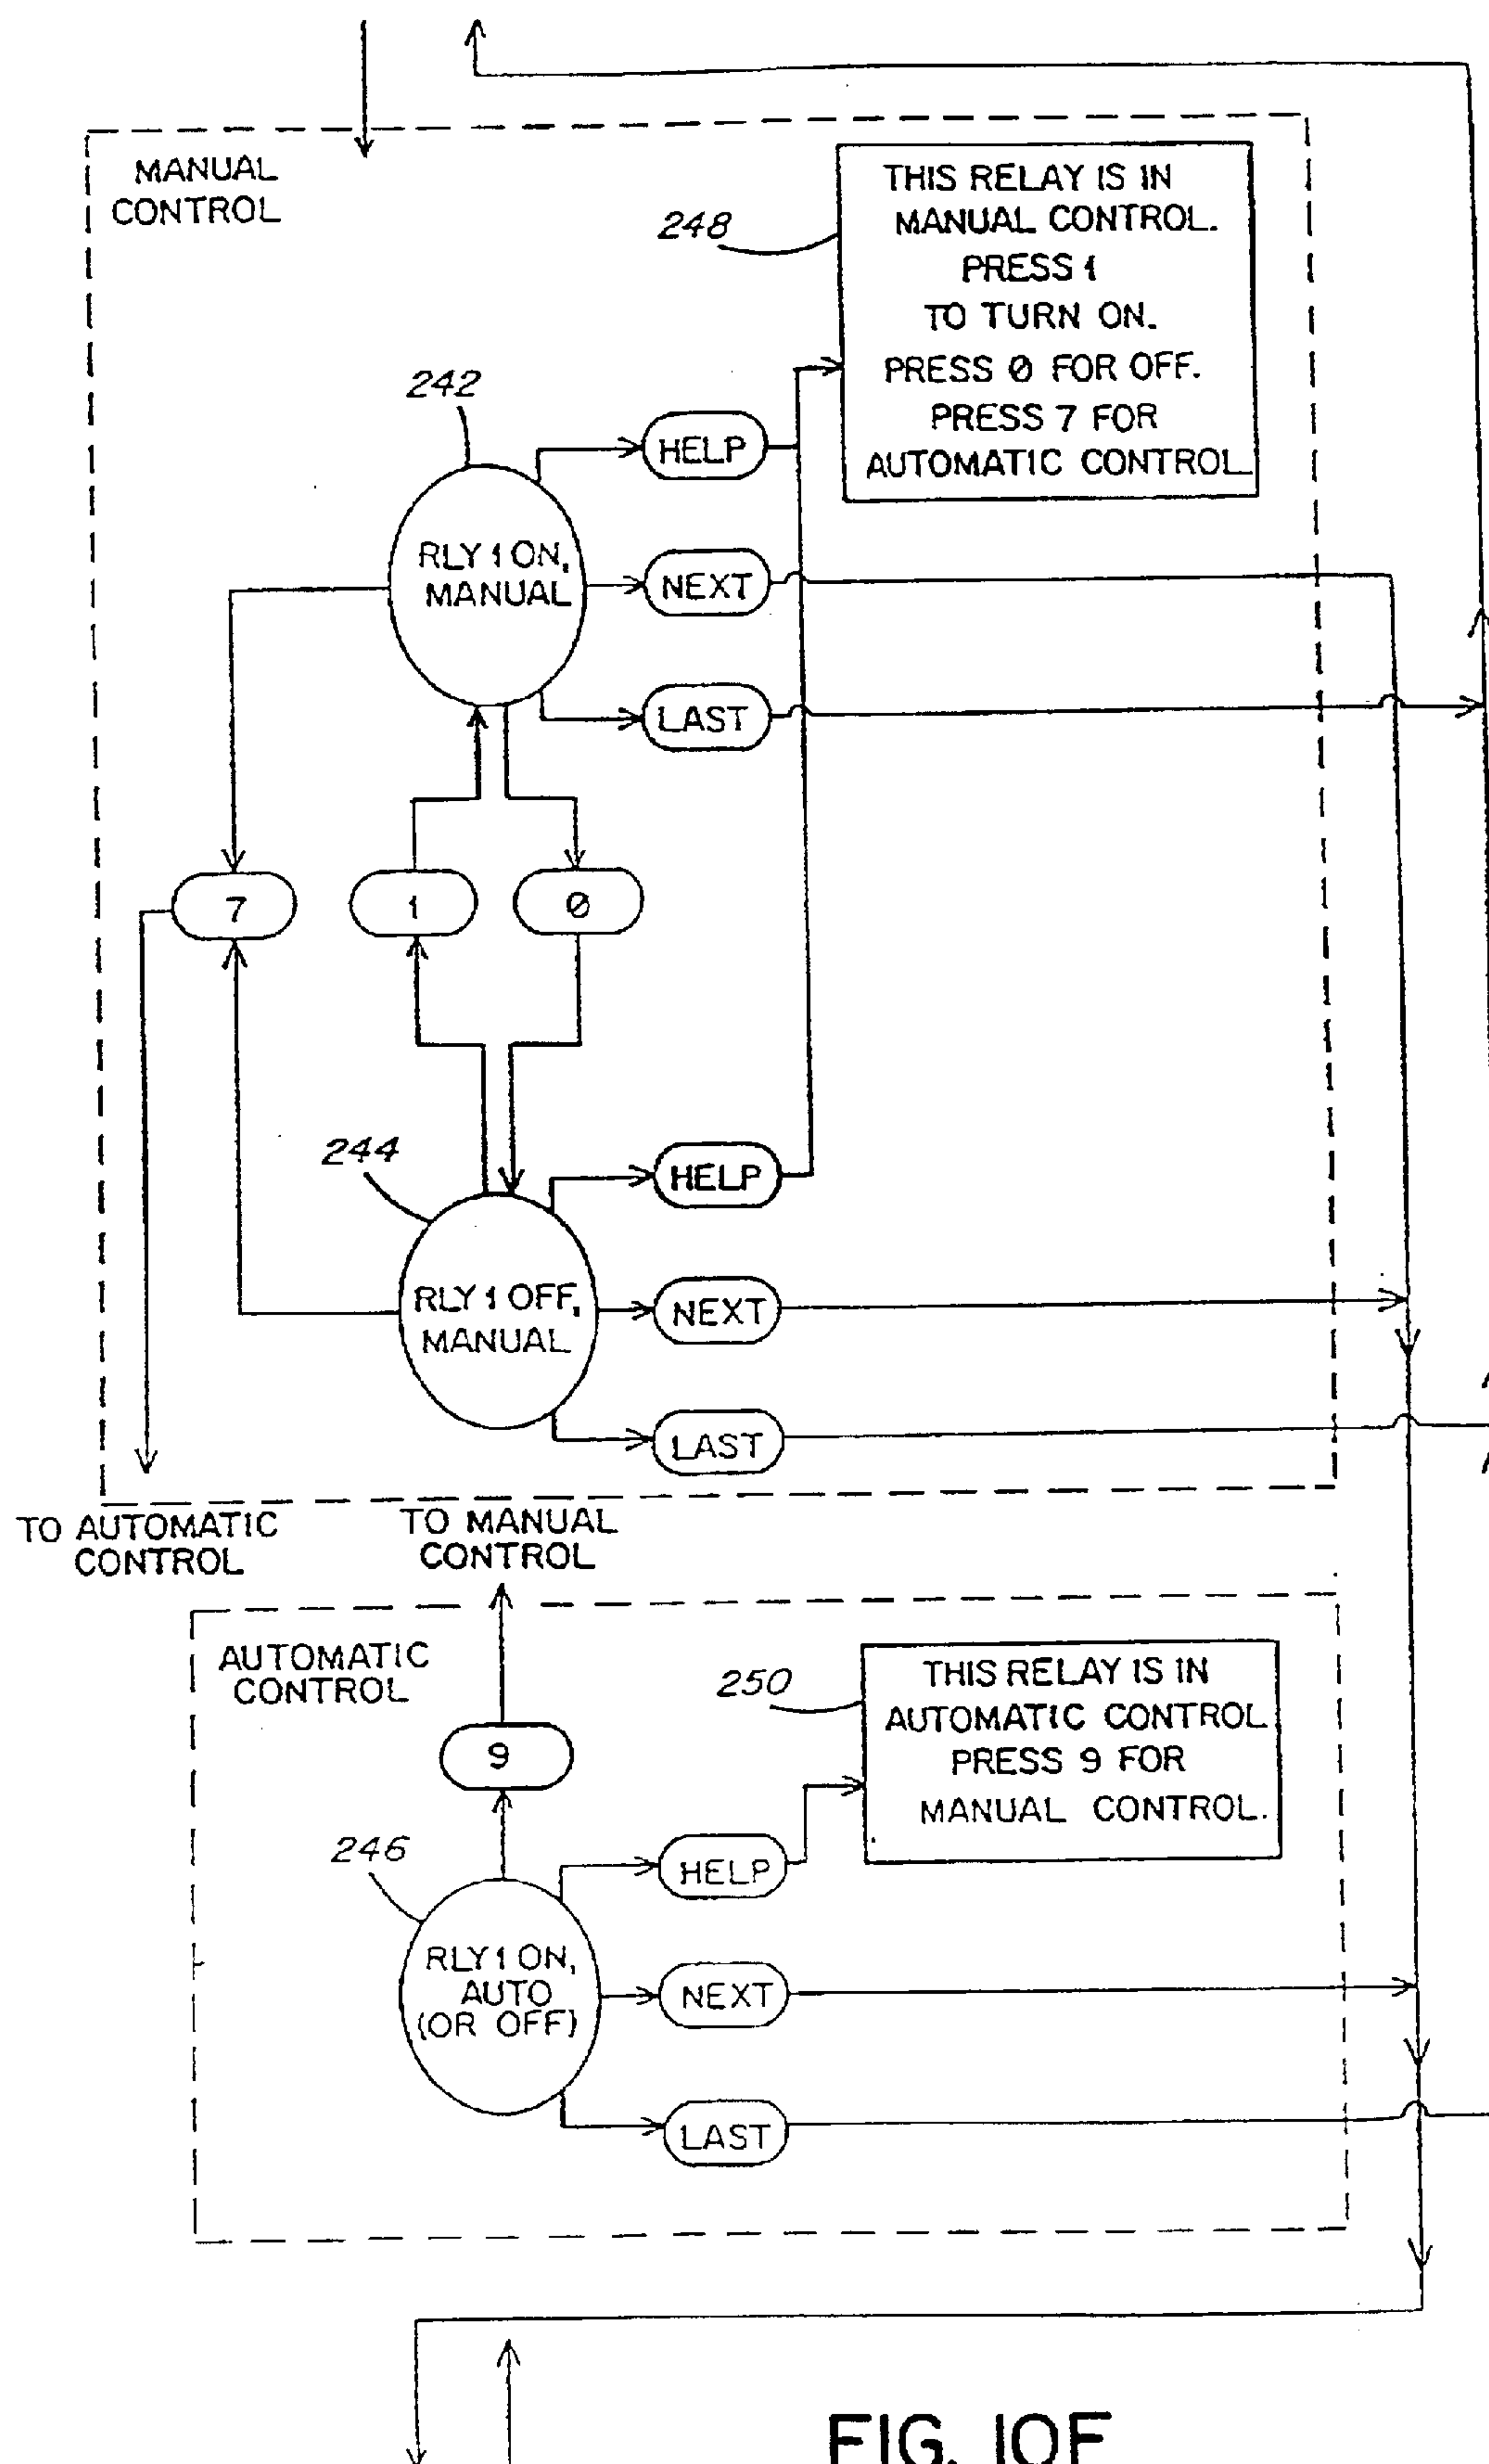 MANUAL
CONTROL
248
THIS RELAY IS IN
MANUAL CONTROL.
PRESS 1
TO TURN ON.
PRESS 0 FOR OFF.
PRESS 7 FOR
AUTOMATIC CONTROL
242
HELP
RLY 1 ON,
MANUAL
NEXT
LAST
7
1
0
244
HELP
RLY 1 OFF,
MANUAL
NEXT
LAST
TO AUTOMATIC
CONTROL
TO MANUAL
CONTROL
AUTOMATIC
CONTROL
250
THIS RELAY IS IN
AUTOMATIC CONTROL
PRESS 9 FOR
MANUAL CONTROL.
9
246
HELP
RLY 1 ON,
AUTO
(OR OFF)
NEXT
LAST